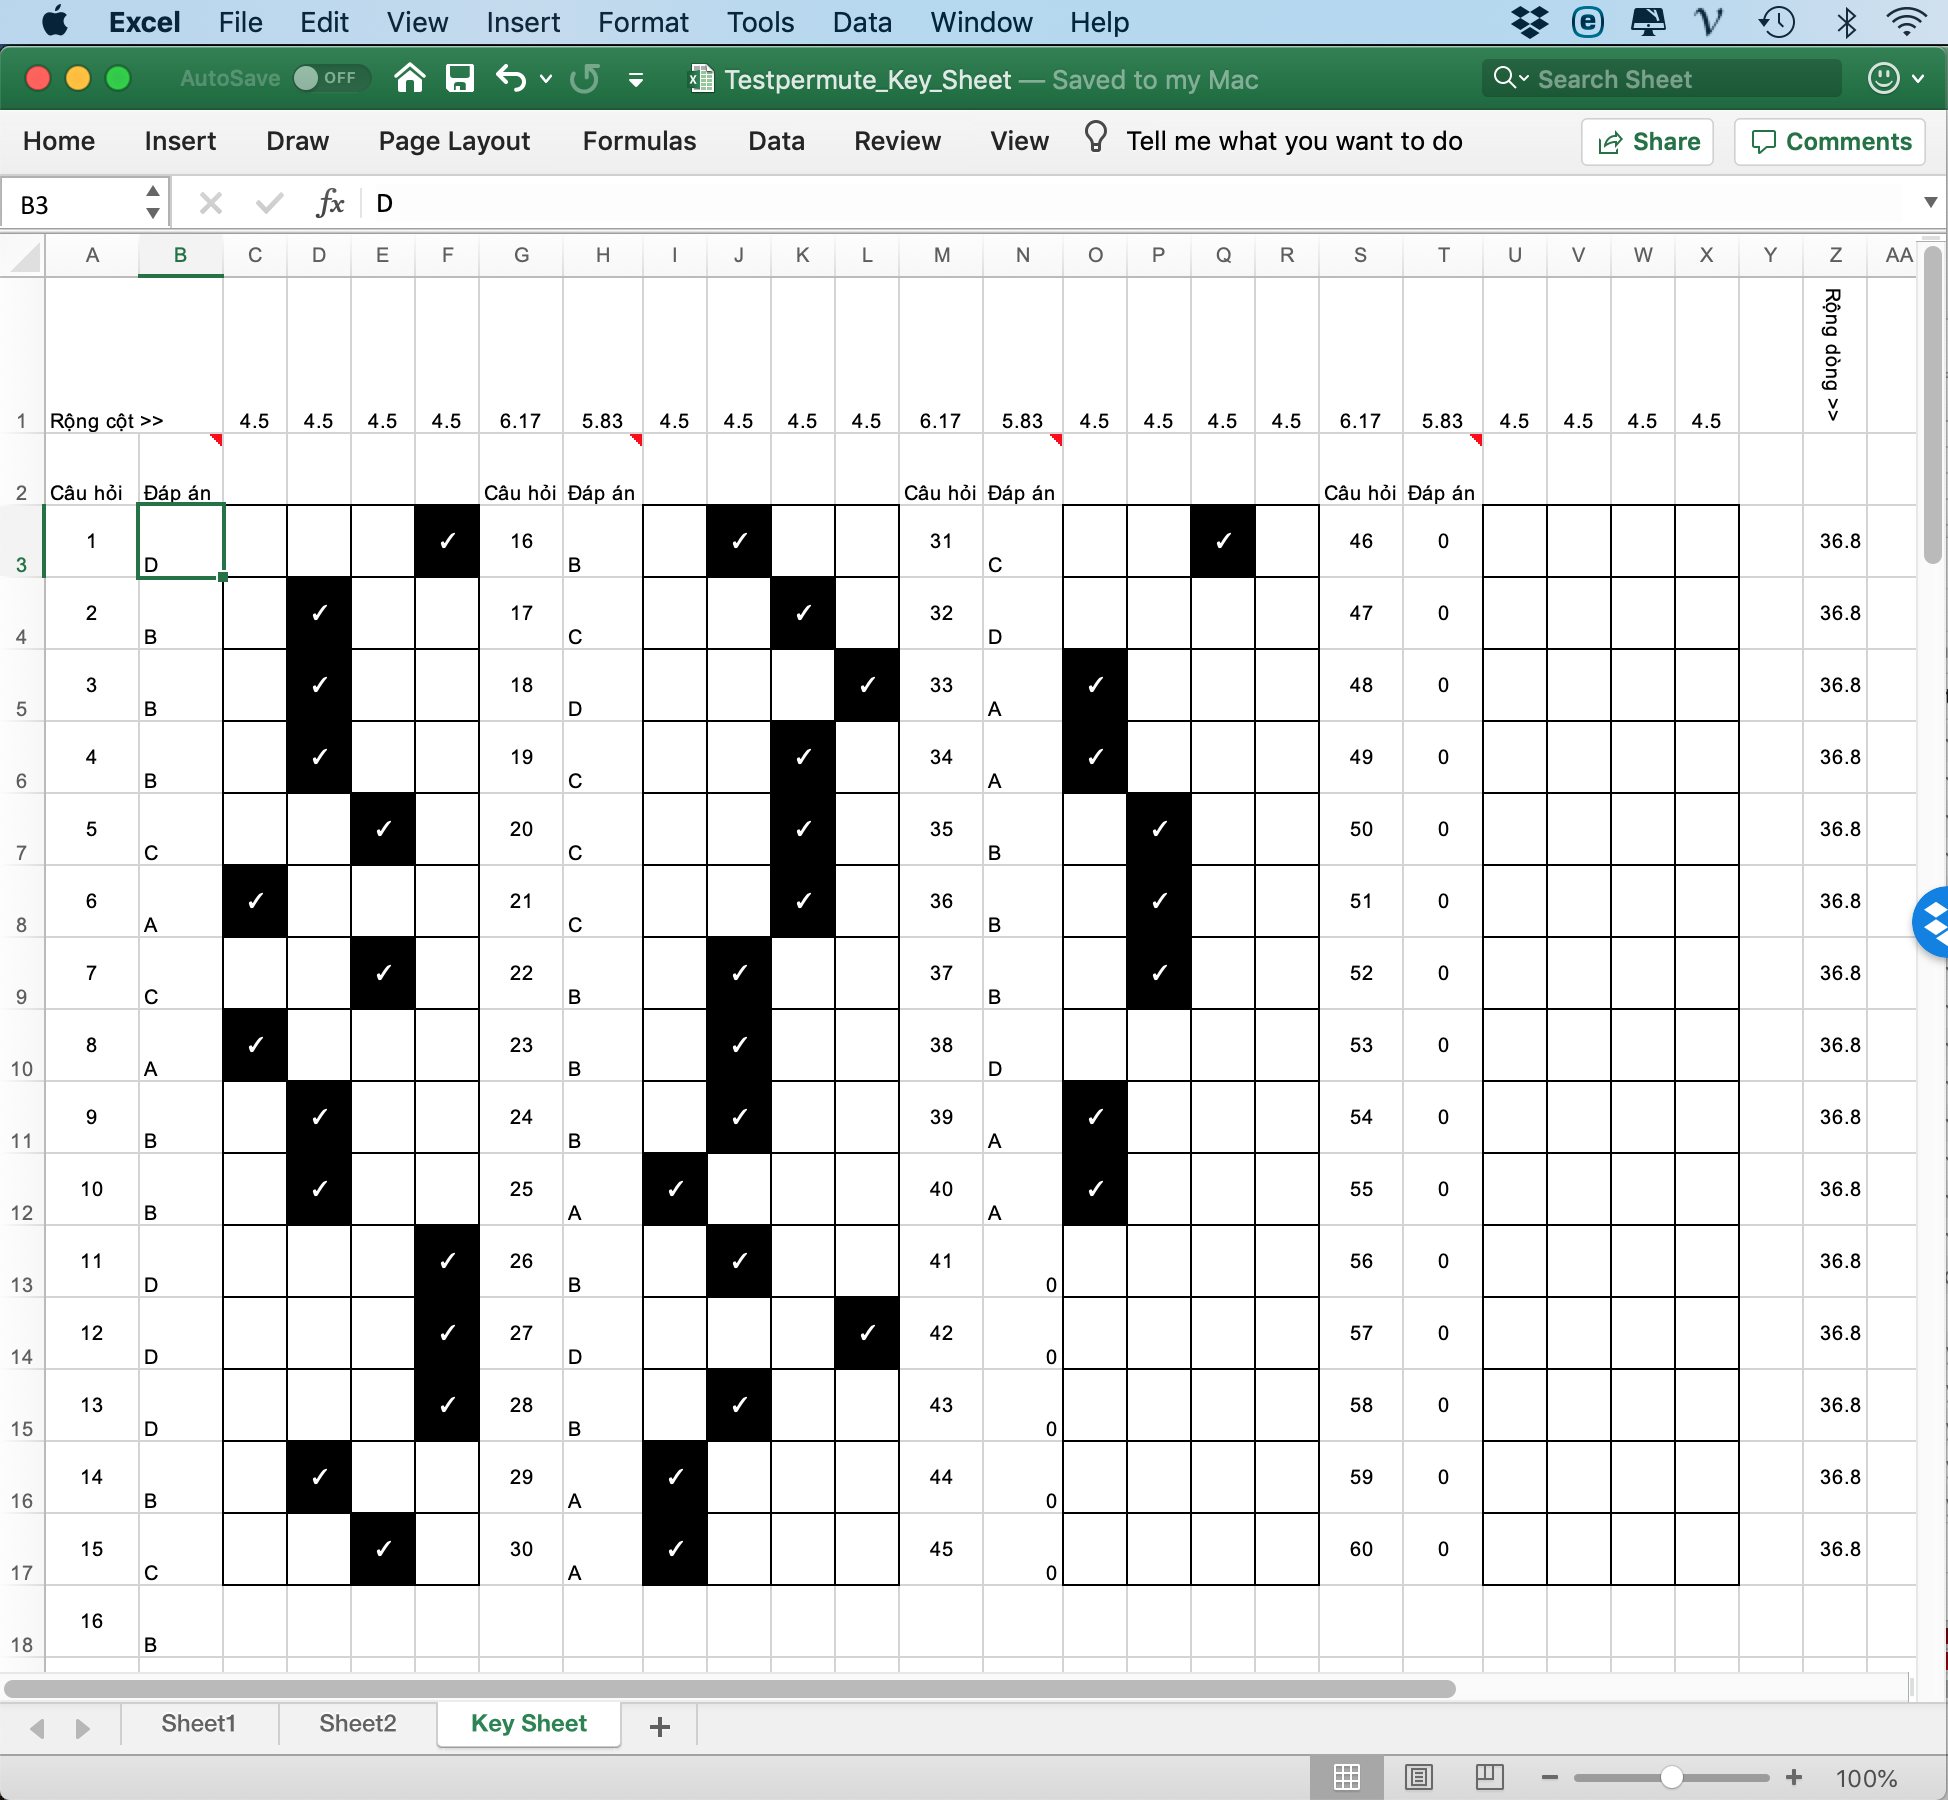 Excel File Edit View Insert Format Tools Data Window Help
AutoSave OFF Testpermute_Key_Sheet — Saved to my Mac Search Sheet
Home Insert Draw Page Layout Formulas Data Review View Tell me what you want to do Share Comments
B3 fx D
A B C D E F G H I J K L M N O P Q R S T U V W X Y Z AA
Rộng dòng >>
1 Rộng cột >> 4.5 4.5 4.5 4.5 6.17 5.83 4.5 4.5 4.5 4.5 6.17 5.83 4.5 4.5 4.5 4.5 6.17 5.83 4.5 4.5 4.5 4.5
2 Câu hỏi Đáp án Câu hỏi Đáp án Câu hỏi Đáp án Câu hỏi Đáp án
3 1 D ✓ 16 B ✓ 31 C ✓ 46 0 36.8
4 2 B ✓ 17 C ✓ 32 D 47 0 36.8
5 3 B ✓ 18 D ✓ 33 A ✓ 48 0 36.8
6 4 B ✓ 19 C ✓ 34 A ✓ 49 0 36.8
7 5 C ✓ 20 C ✓ 35 B ✓ 50 0 36.8
8 6 A ✓ 21 C ✓ 36 B ✓ 51 0 36.8
9 7 C ✓ 22 B ✓ 37 B ✓ 52 0 36.8
10 8 A ✓ 23 B ✓ 38 D 53 0 36.8
11 9 B ✓ 24 B ✓ 39 A ✓ 54 0 36.8
12 10 B ✓ 25 A ✓ 40 A ✓ 55 0 36.8
13 11 D ✓ 26 B ✓ 41 0 56 0 36.8
14 12 D ✓ 27 D ✓ 42 0 57 0 36.8
15 13 D ✓ 28 B ✓ 43 0 58 0 36.8
16 14 B ✓ 29 A ✓ 44 0 59 0 36.8
17 15 C ✓ 30 A ✓ 45 0 60 0 36.8
18 16 B
Sheet1 Sheet2 Key Sheet +
100%